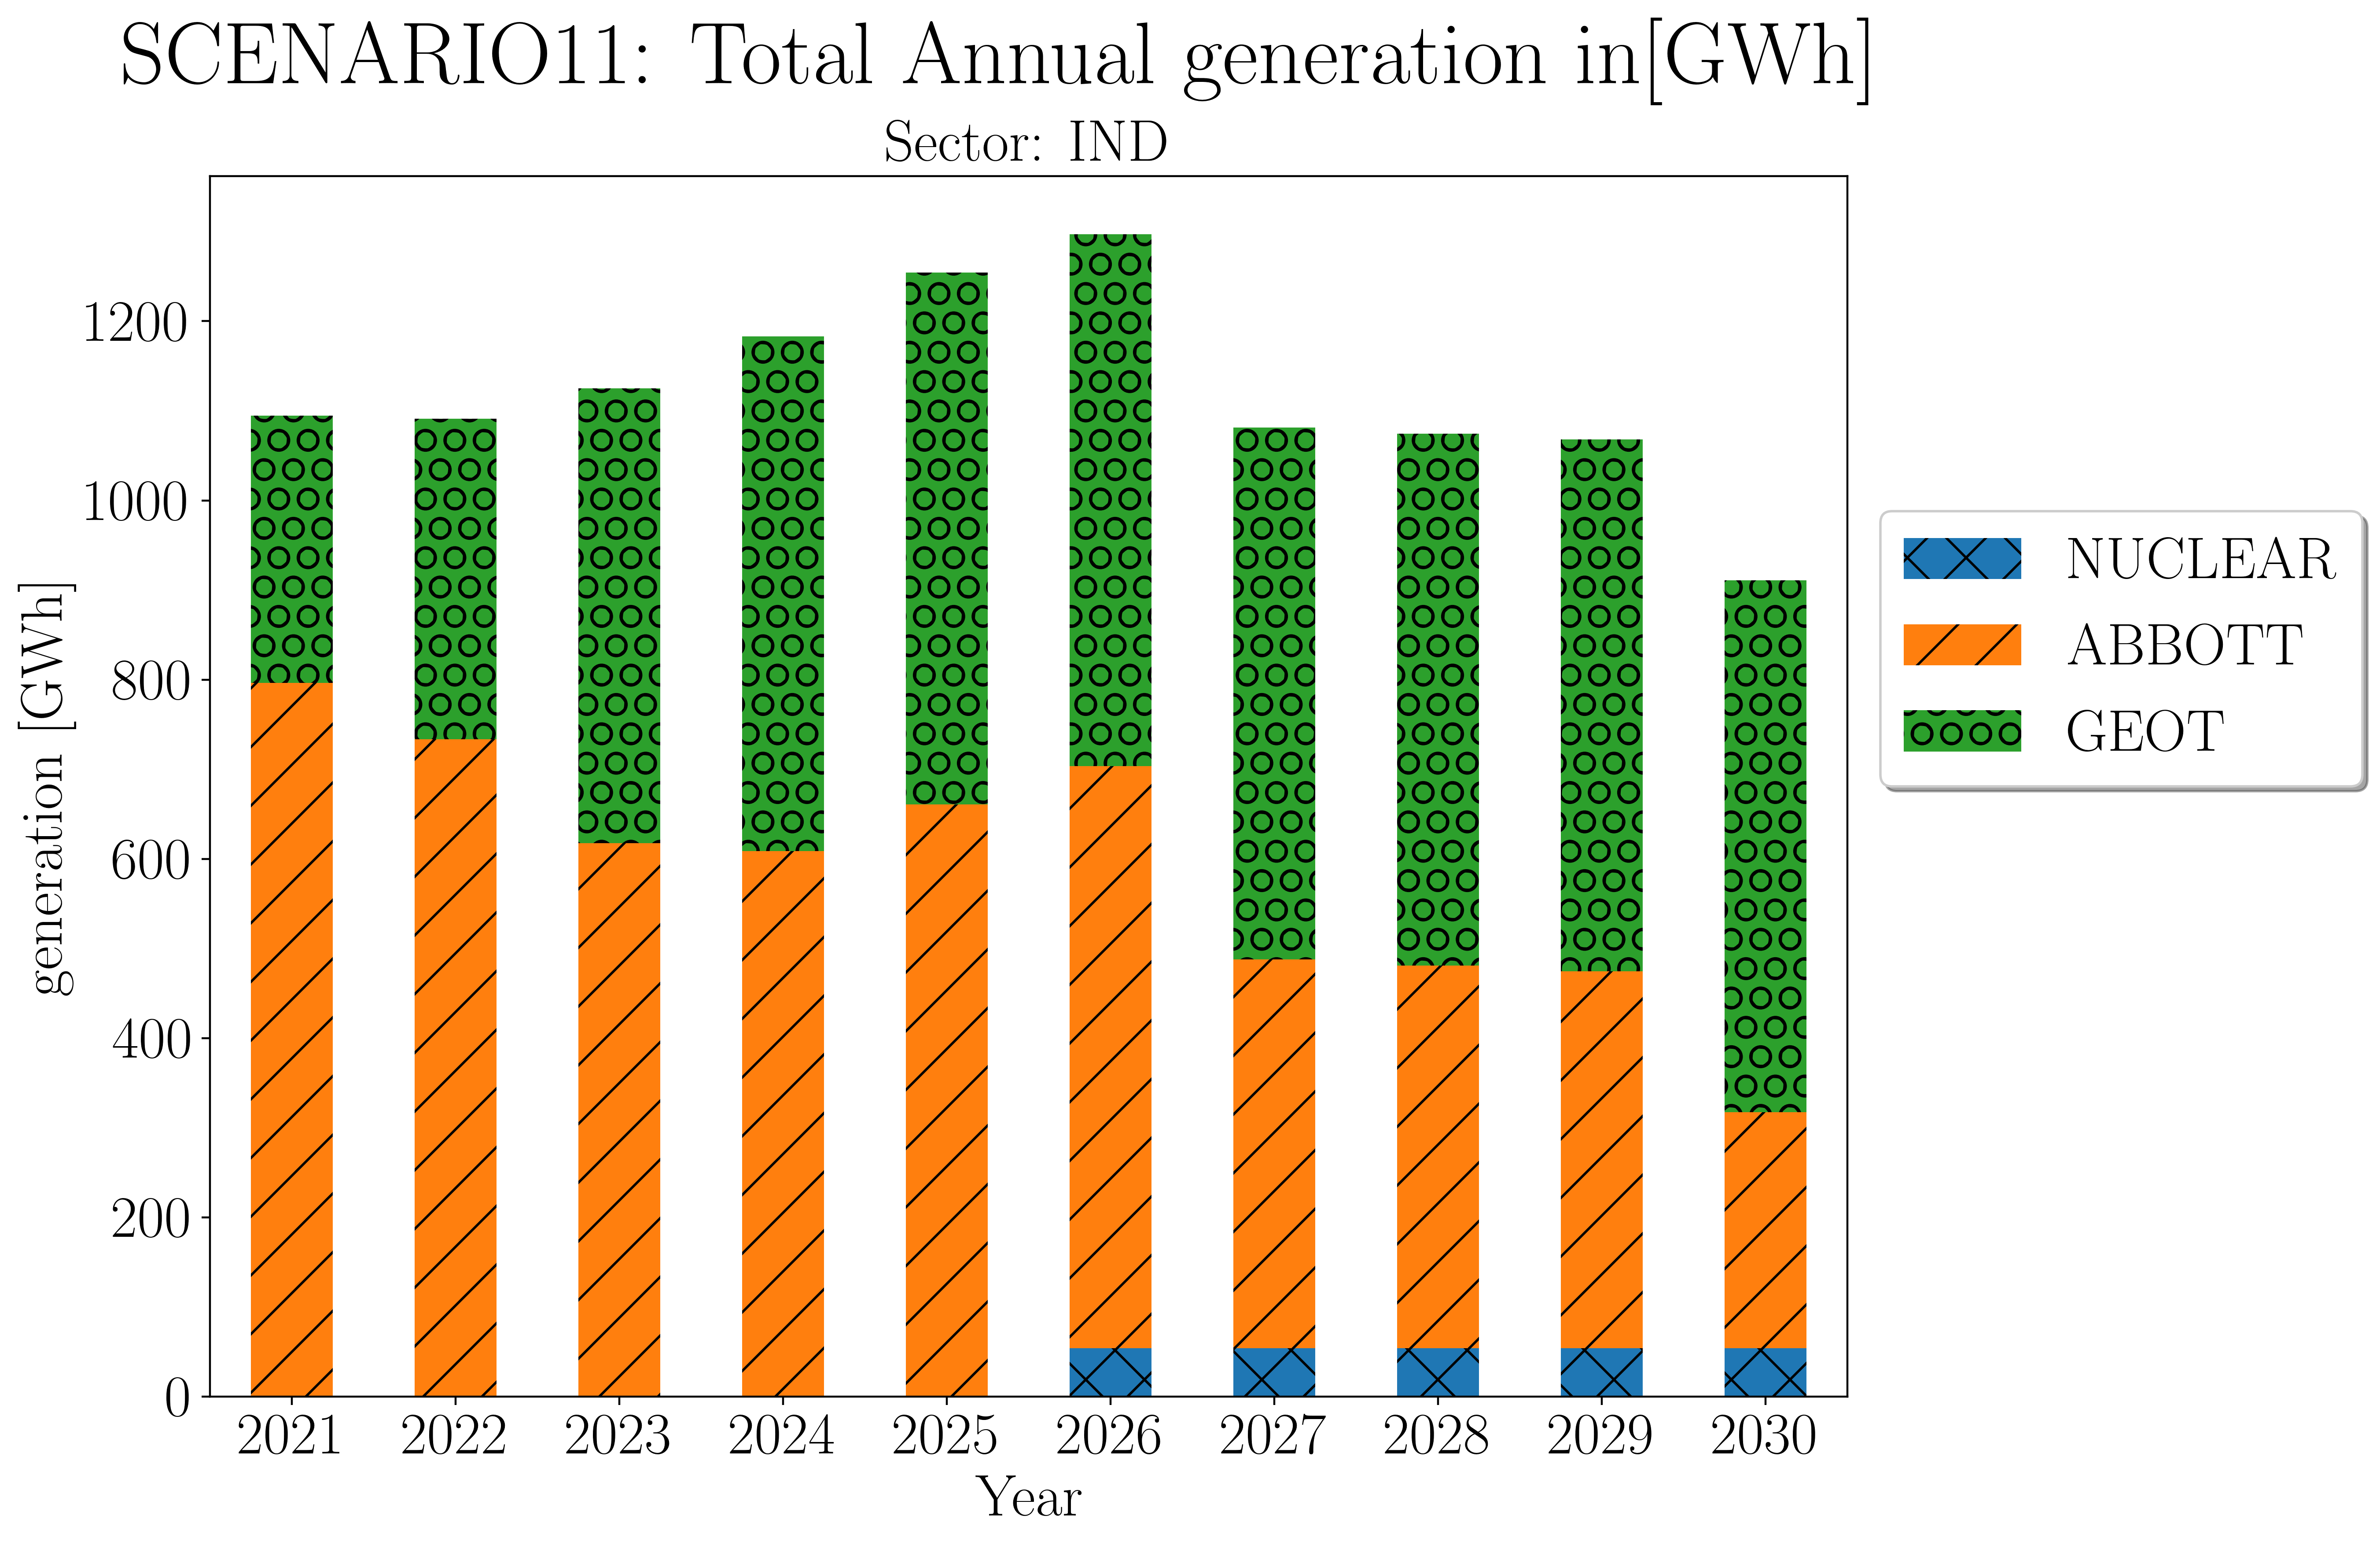 SCENARIO11: Total Annual generation in[GWh]
Sector: IND
generation [GWh]
1200
1000
800
600
400
200
0
2021 2022 2023 2024 2025 2026 2027 2028 2029 2030
Year
NUCLEAR
ABBOTT
GEOT